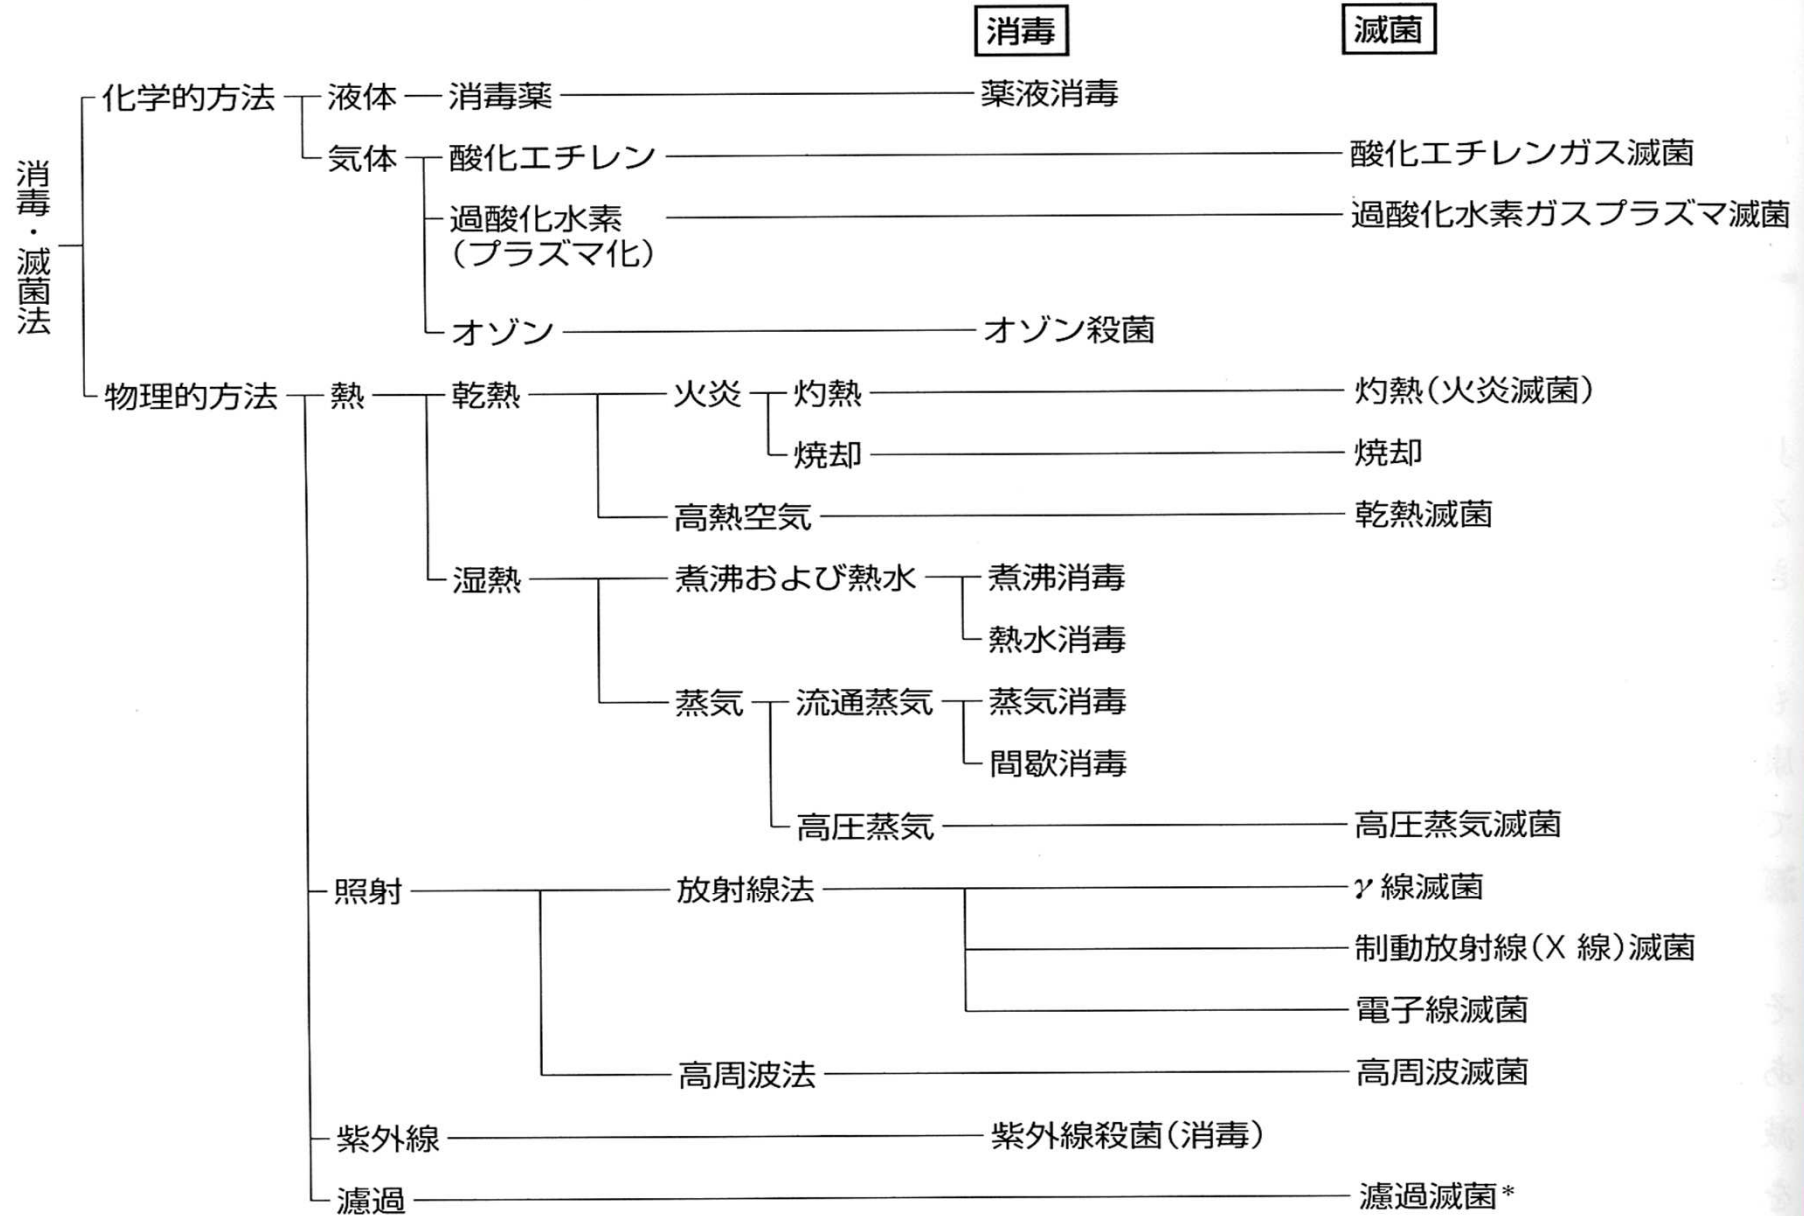 消毒 滅菌
消毒・滅菌法
化学的方法 液体 消毒薬 薬液消毒
気体 酸化エチレン 酸化エチレンガス滅菌
過酸化水素 過酸化水素ガスプラズマ滅菌
(プラズマ化)
オゾン オゾン殺菌
物理的方法 熱 乾熱 火炎 灼熱 灼熱(火炎滅菌)
焼却 焼却
高熱空気 乾熱滅菌
湿熱 煮沸および熱水 煮沸消毒
熱水消毒
蒸気 流通蒸気 蒸気消毒
間歇消毒
高圧蒸気 高圧蒸気滅菌
照射 放射線法 γ線滅菌
制動放射線(X 線)滅菌
電子線滅菌
高周波法 高周波滅菌
紫外線 紫外線殺菌(消毒)
濾過 濾過滅菌*